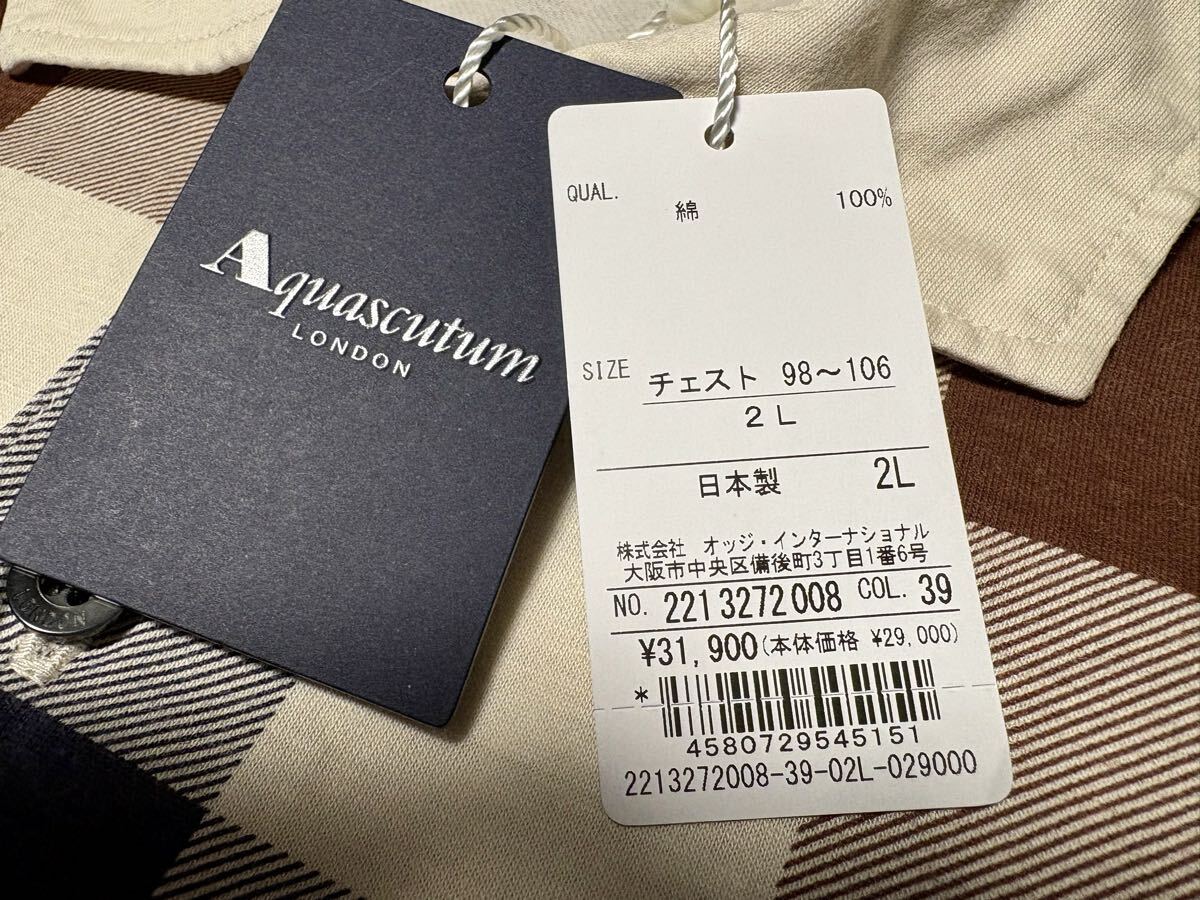 Aquascutum
LONDON
QUAL.
綿 100%
SIZE チェスト 98～106
2L
日本製 2L
株式会社 オッジ・インターナショナル
大阪市中央区備後町3丁目1番6号
NO. 2213272008 COL. 39
¥31,900(本体価格 ¥29,000)
*
4580729545151
2213272008-39-02L-029000